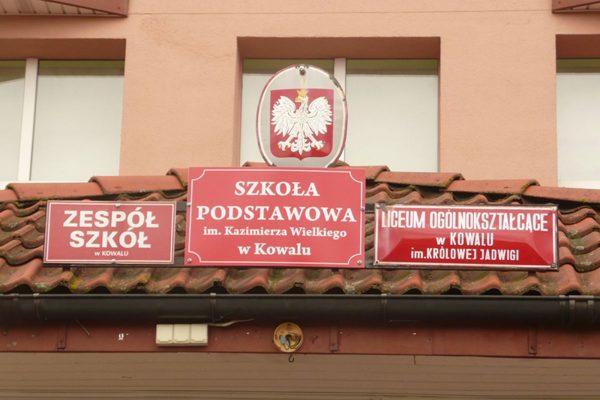 ZESPÓŁ
SZKÓŁ
w KOWALU
SZKOŁA
PODSTAWOWA
im. Kazimierza Wielkiego
w Kowalu
LICEUM OGÓLNOKSZTAŁCĄCE
w KOWALU
im.KRÓLOWEJ JADWIGI